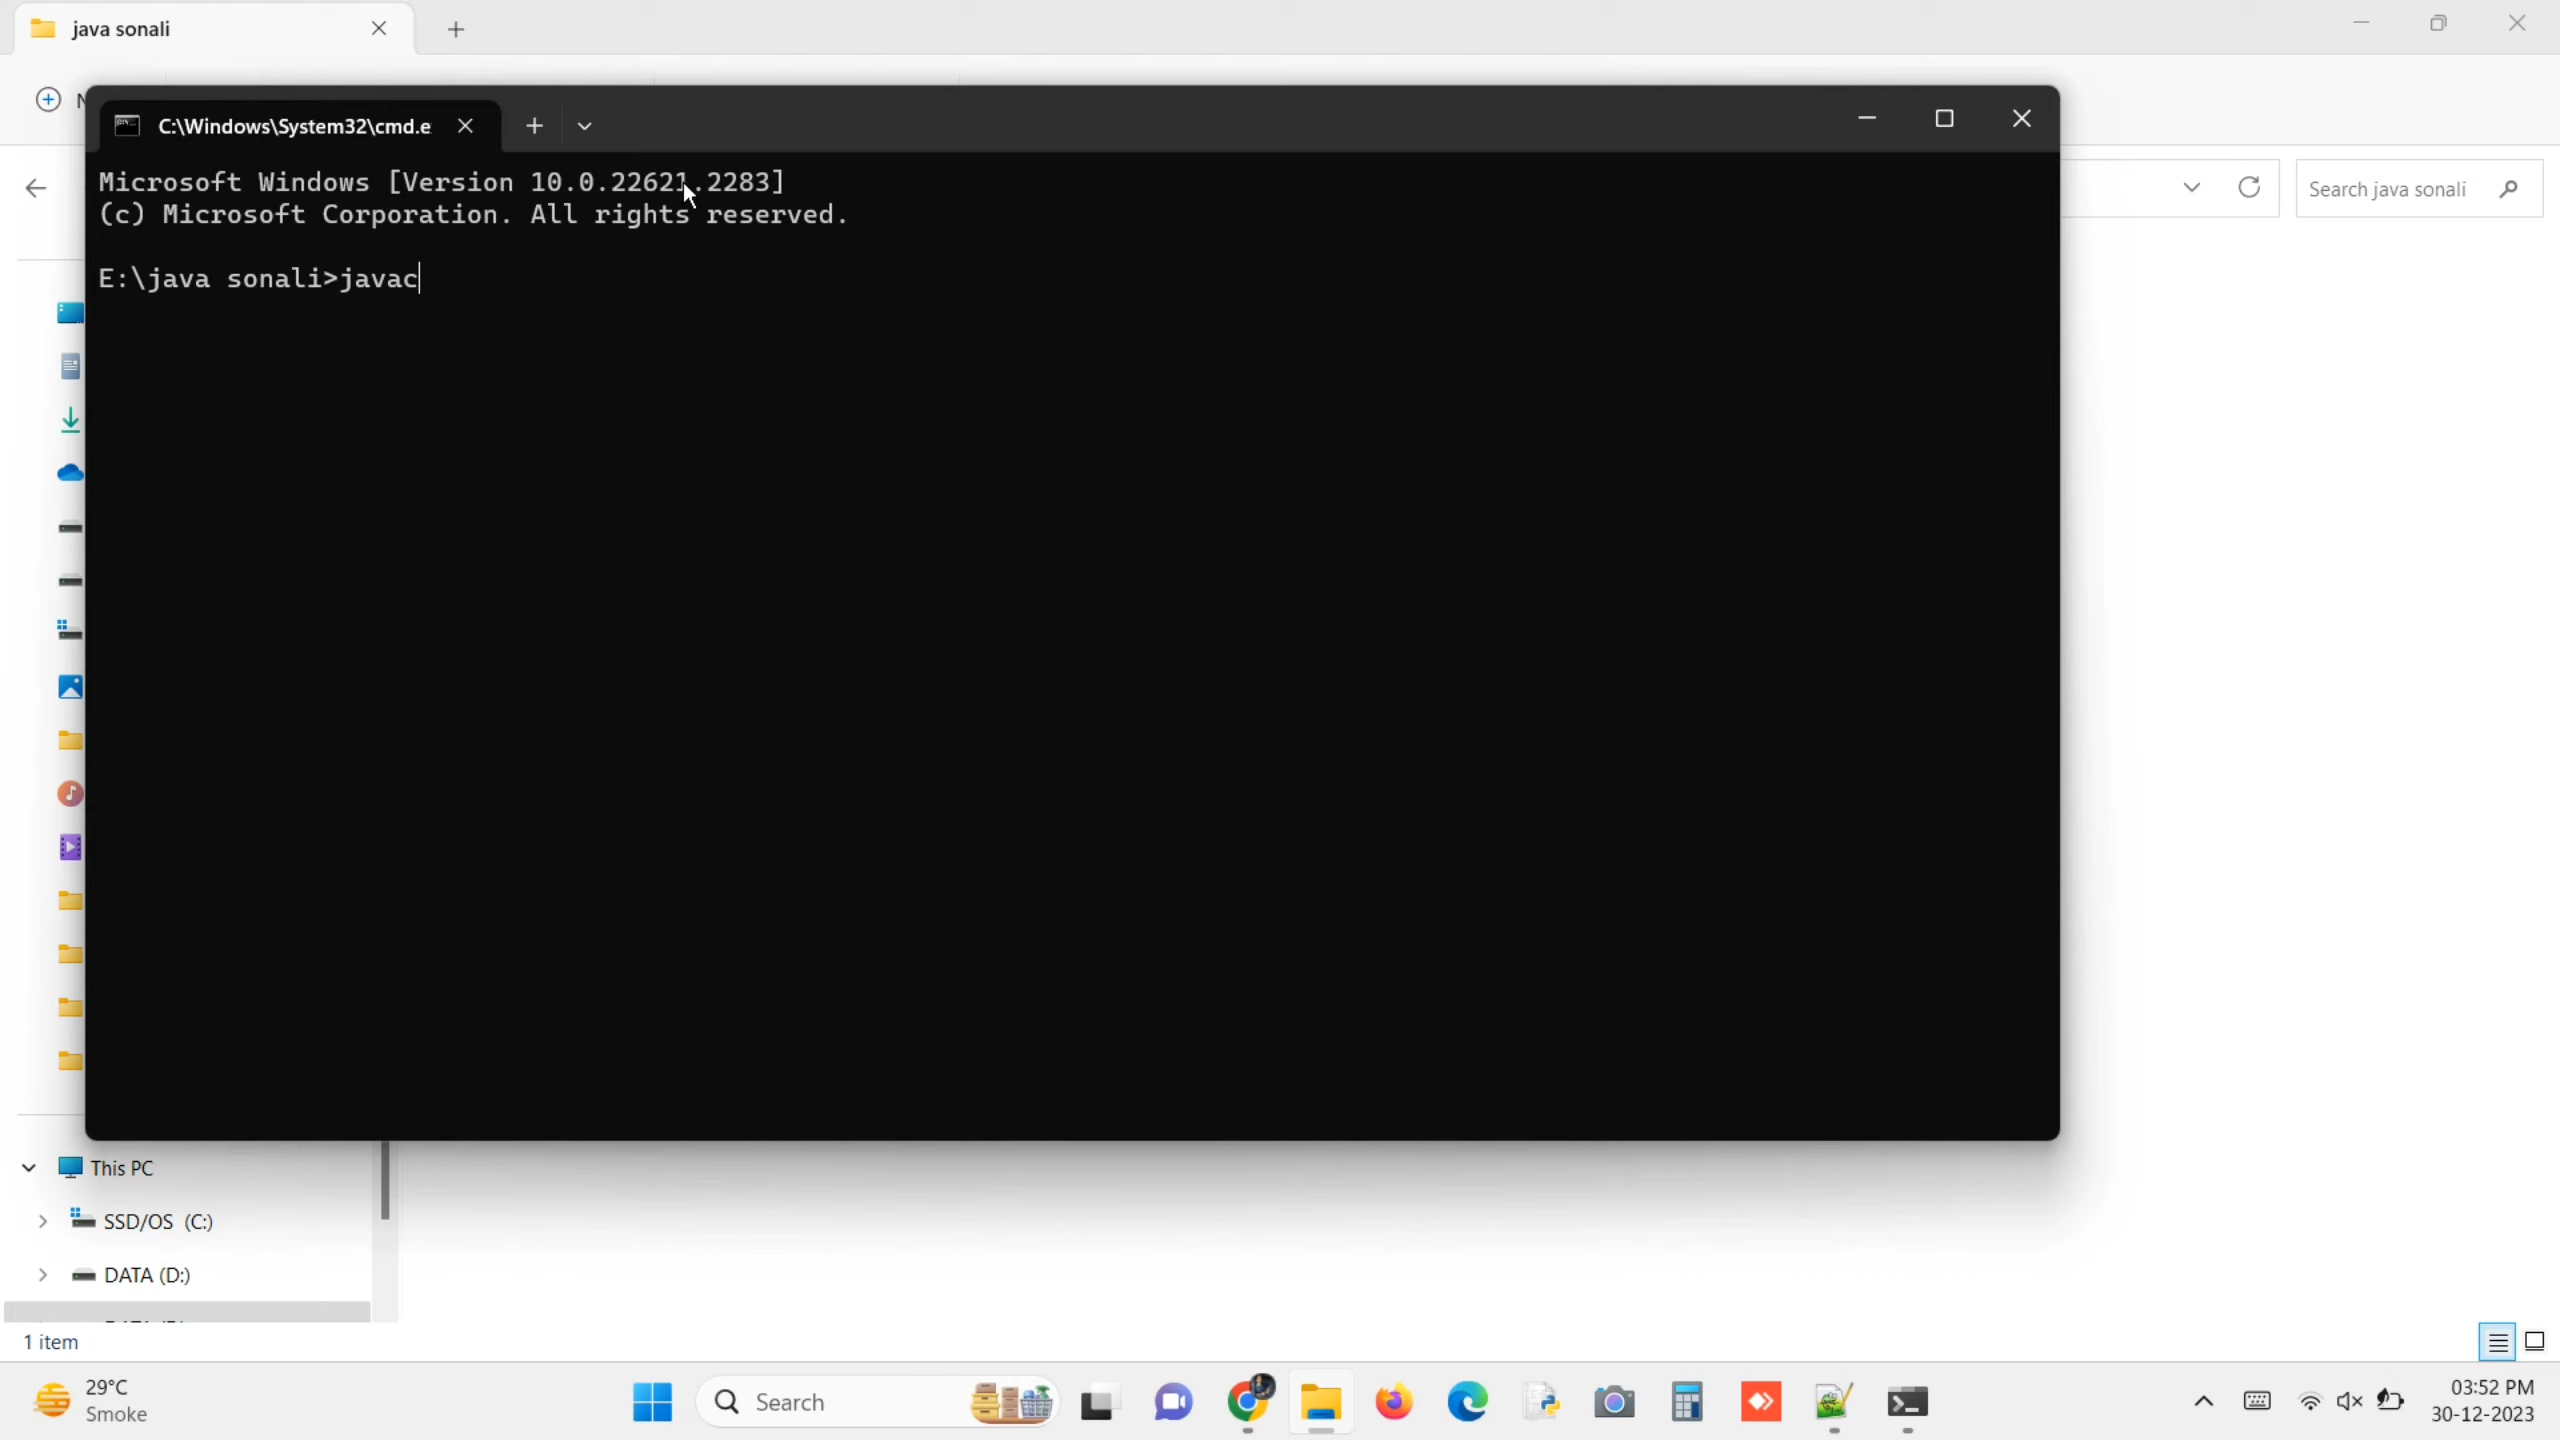 java sonali
N
C:\Windows\System32\cmd.e
Microsoft Windows [Version 10.0.22621.2283]
(c) Microsoft Corporation. All rights reserved.
E:\java sonali>javac
Search java sonali
This PC
SSD/OS (C:)
DATA (D:)
1 item
29°C
Smoke
Search
03:52 PM
30-12-2023